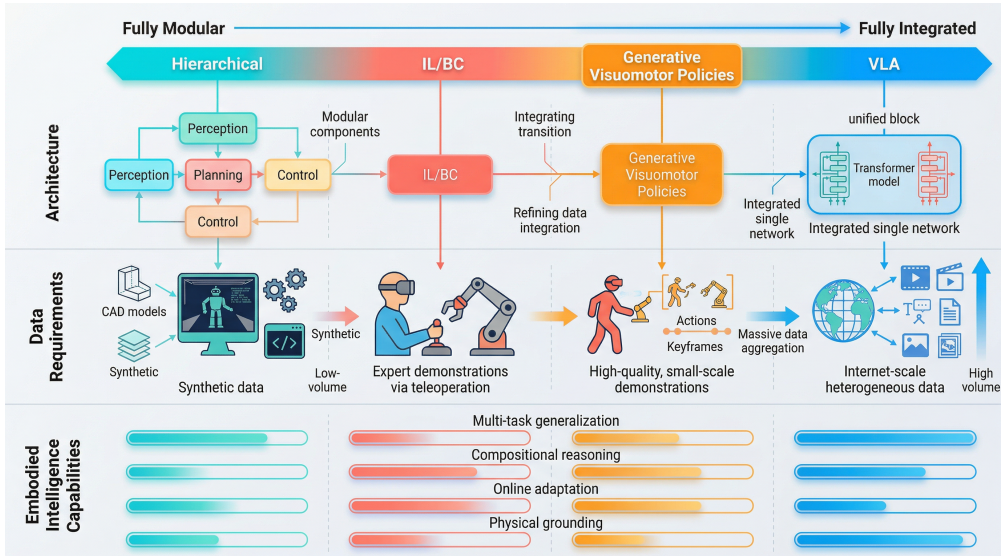 Fully Modular
Fully Integrated
Hierarchical
IL/BC
Generative
Visuomotor Policies
VLA
Architecture
Perception
Perception
Planning
Control
Control
Modular
components
IL/BC
Integrating
transition
Refining data
integration
Generative
Visuomotor
Policies
Integrated
single
network
unified block
Transformer
model
Integrated single network
Data
Requirements
CAD models
Synthetic
Synthetic data
</>
Synthetic
Low-
volume
Expert demonstrations
via teleoperation
Actions
Keyframes
High-quality, small-scale
demonstrations
Massive data
aggregation
T
Internet-scale
heterogeneous data
High
volume
Embodied
Intelligence
Capabilities
Multi-task generalization
Compositional reasoning
Online adaptation
Physical grounding